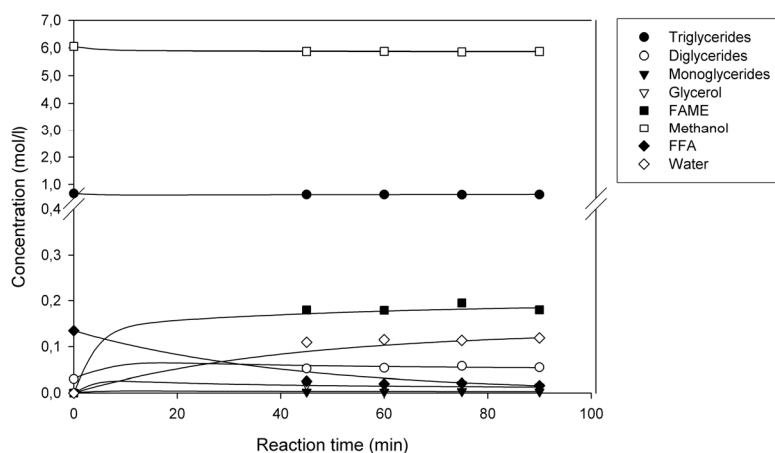 7,0
6,0
5,0
4,0
3,0
2,0
1,0
0,4
0,3
0,2
0,1
0,0
Concentration (mol/l)
0
20
40
60
80
100
Reaction time (min)
Triglycerides
Diglycerides
Monoglycerides
Glycerol
FAME
Methanol
FFA
Water